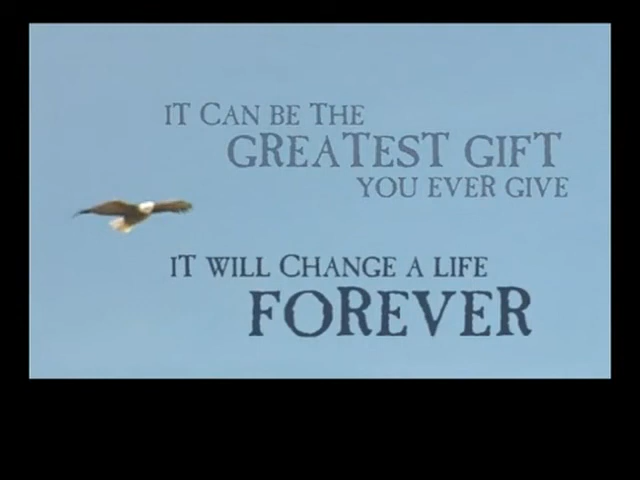 IT CAN BE THE
GREATEST GIFT
YOU EVER GIVE
IT WILL CHANGE A LIFE
FOREVER